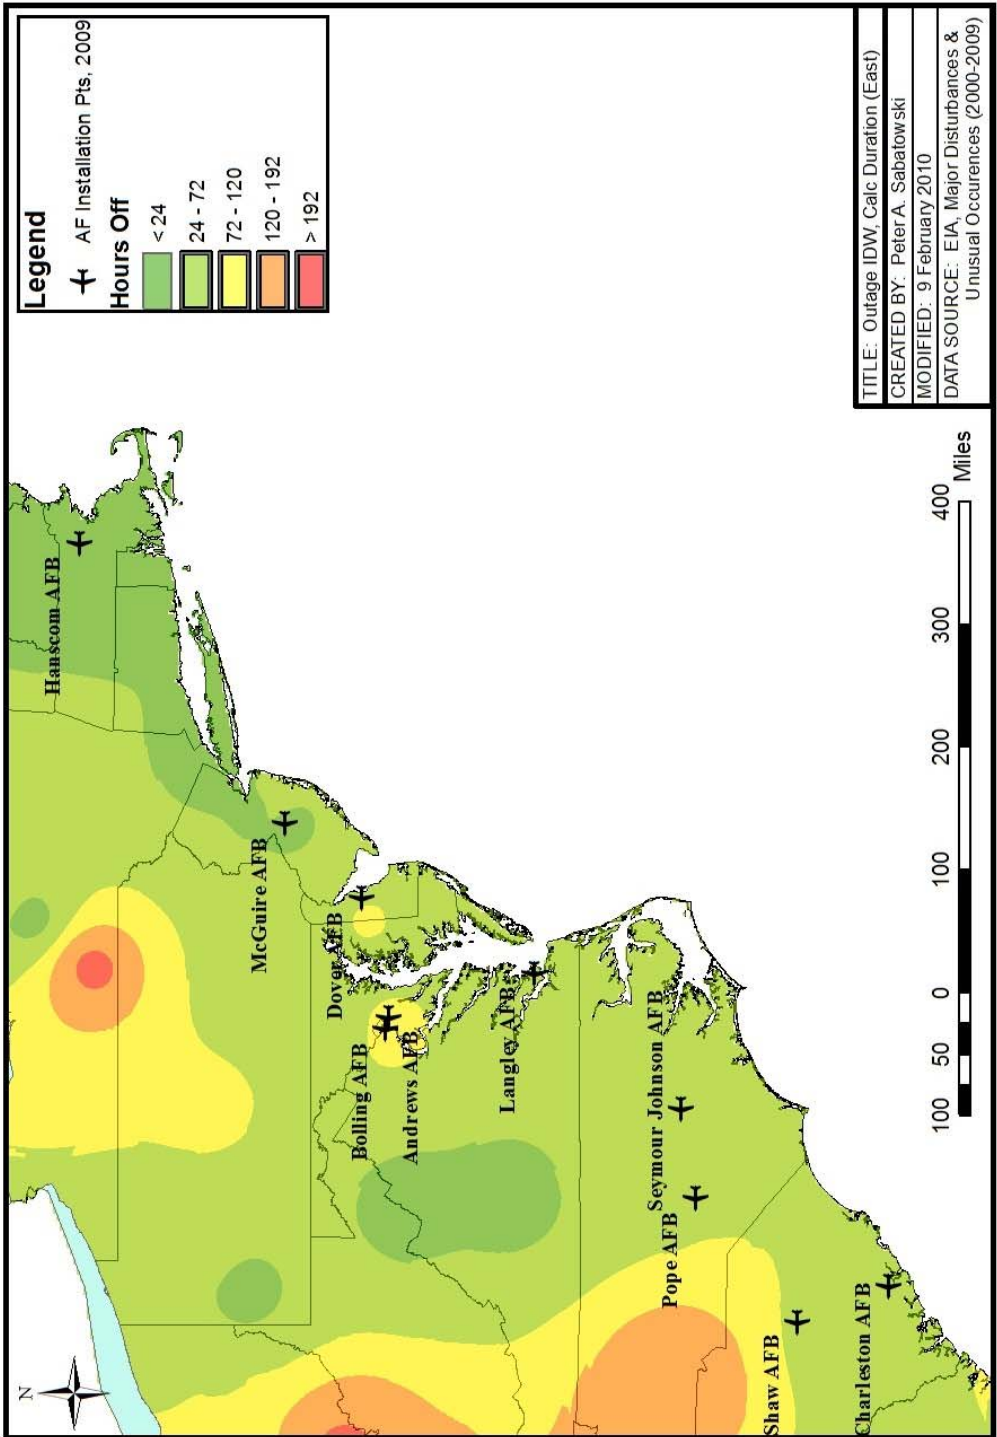 Legend
AF Installation Pts, 2009
Hours Off
< 24
24 - 72
72 - 120
120 - 192
> 192
N
Hanscom AFB
McGuire AFB
Dover AFB
Bolling AFB
Andrews AFB
Langley AFB
Seymour Johnson AFB
Pope AFB
Shaw AFB
Charleston AFB
100 50 0 100 200 300 400
Miles
TITLE: Outage IDW, Calc Duration (East)
CREATED BY: Peter A. Sabatowski
MODIFIED: 9 February 2010
DATA SOURCE: EIA, Major Disturbances &
Unusual Occurences (2000-2009)